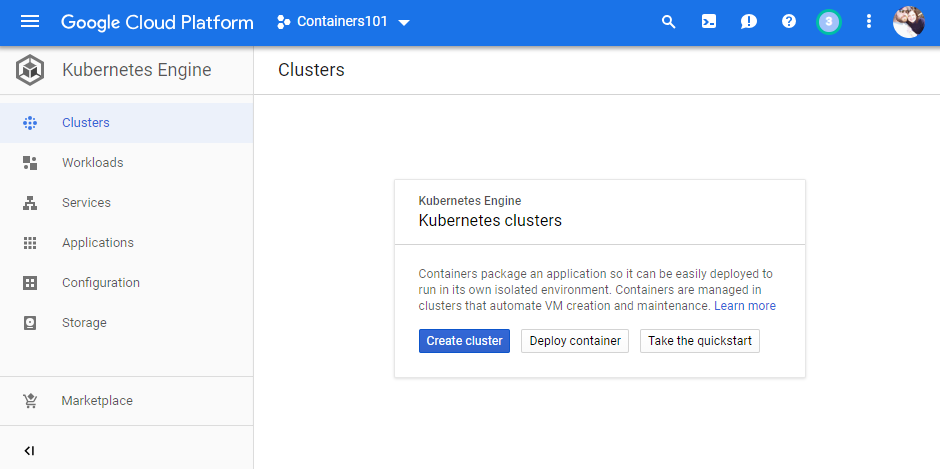 Google Cloud Platform
Containers101
3
Kubernetes Engine
Clusters
Clusters
Workloads
Services
Applications
Configuration
Storage
Marketplace
Kubernetes Engine
Kubernetes clusters
Containers package an application so it can be easily deployed to
run in its own isolated environment. Containers are managed in
clusters that automate VM creation and maintenance. Learn more
Create cluster
Deploy container
Take the quickstart